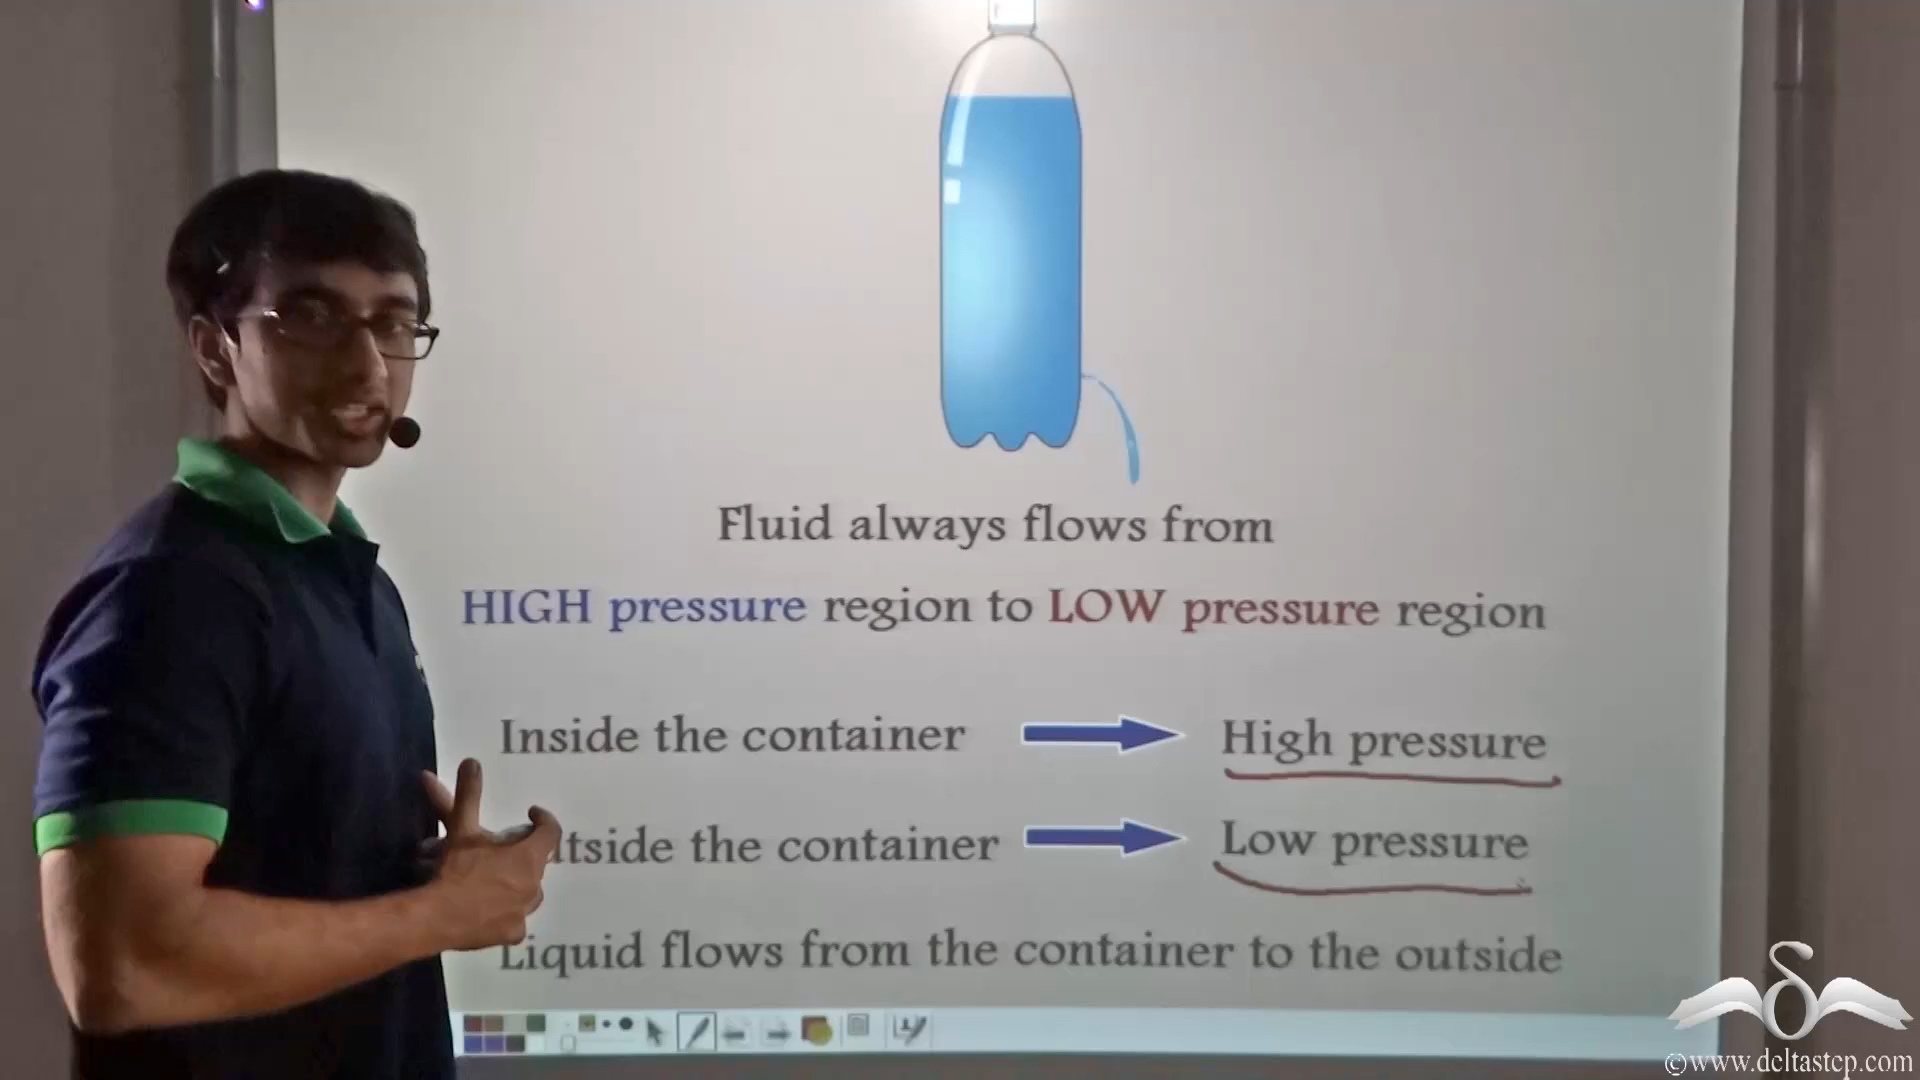 Fluid always flows from
HIGH pressure region to LOW pressure region
Inside the container High pressure
tside the container Low pressure
Liquid flows from the container to the outside
©www.deltastep.com